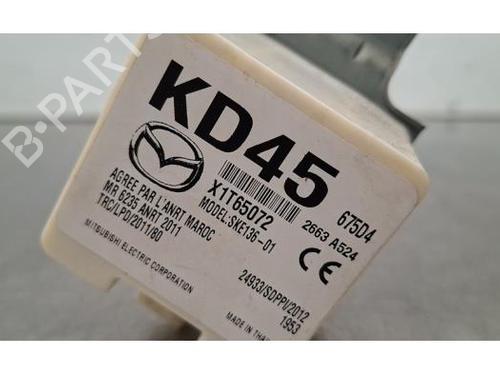 KD45
675D4
X1T65072
2663 A524
MODEL:SKE136-01
AGREE PAR L'ANRT MAROC
MR 6235 ANRT 2011
TRC/LPD/2011/80
24933/SDPPI/2012
1953
MITSUBISHI ELECTRIC CORPORATION
MADE IN THA
B-PARTS